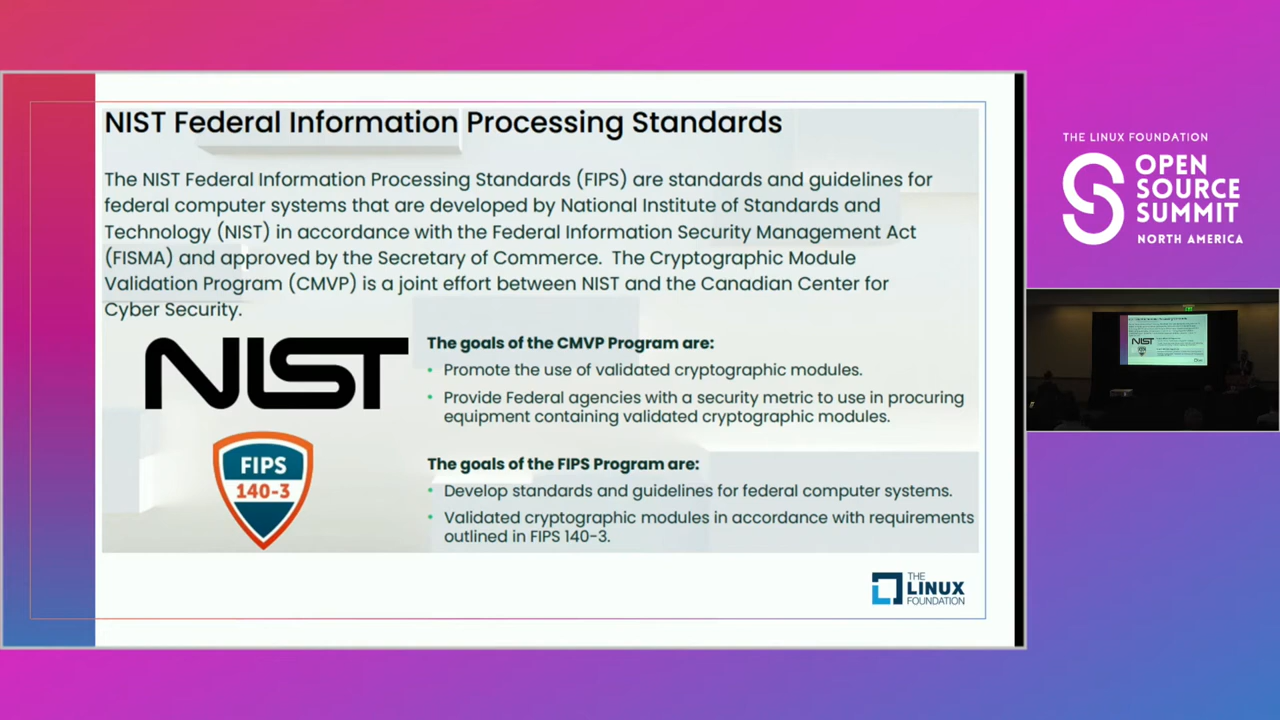 NIST Federal Information Processing Standards
The NIST Federal Information Processing Standards (FIPS) are standards and guidelines for
federal computer systems that are developed by National Institute of Standards and
Technology (NIST) in accordance with the Federal Information Security Management Act
(FISMA) and approved by the Secretary of Commerce. The Cryptographic Module
Validation Program (CMVP) is a joint effort between NIST and the Canadian Center for
Cyber Security.
NIST
FIPS
140-3
The goals of the CMVP Program are:
• Promote the use of validated cryptographic modules.
• Provide Federal agencies with a security metric to use in procuring
equipment containing validated cryptographic modules.
The goals of the FIPS Program are:
• Develop standards and guidelines for federal computer systems.
• Validated cryptographic modules in accordance with requirements
outlined in FIPS 140-3.
THE
LINUX
FOUNDATION
THE LINUX FOUNDATION
OPEN
SOURCE
SUMMIT
NORTH AMERICA
NIST